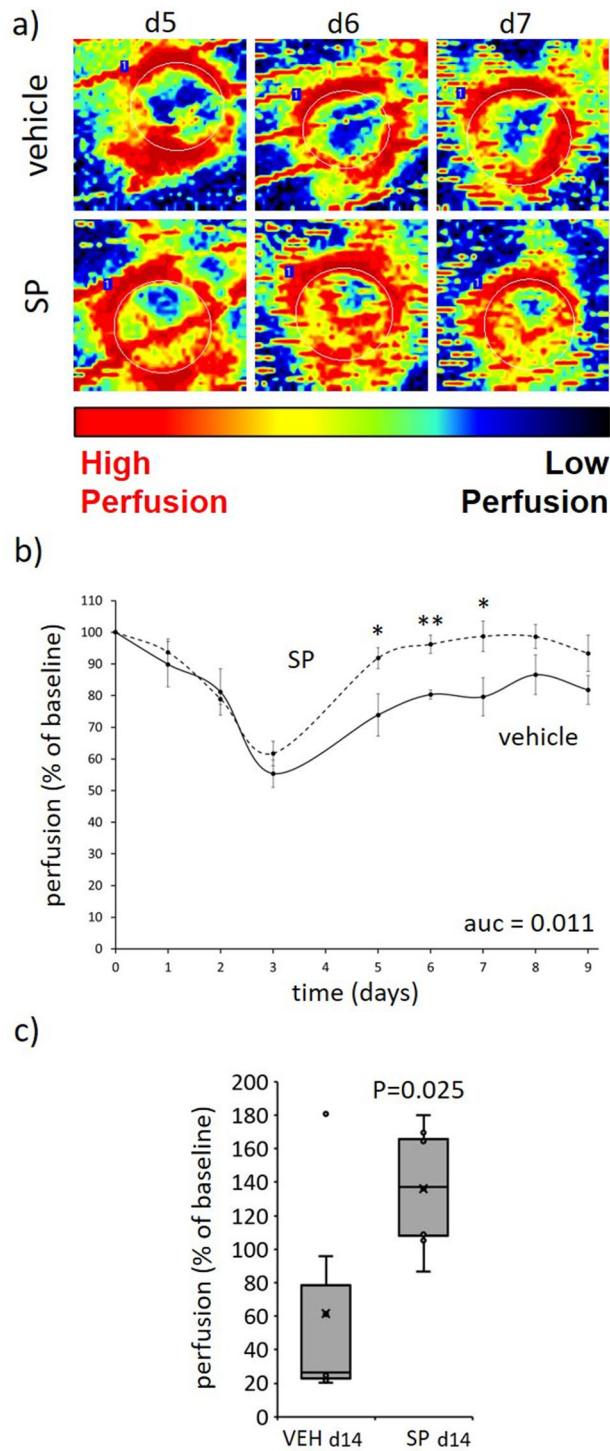 a)
d5 d6 d7
vehicle
1 1 1
SP
1 1 1
High Low
Perfusion Perfusion
b)
110
100
90
80
70
60
50
40
30
20
10
0
perfusion (% of baseline)
* ** *
SP
vehicle
auc = 0.011
0 1 2 3 4 5 6 7 8 9
time (days)
c)
P=0.025
200
180
160
140
120
100
80
60
40
20
0
perfusion (% of baseline)
VEH d14 SP d14